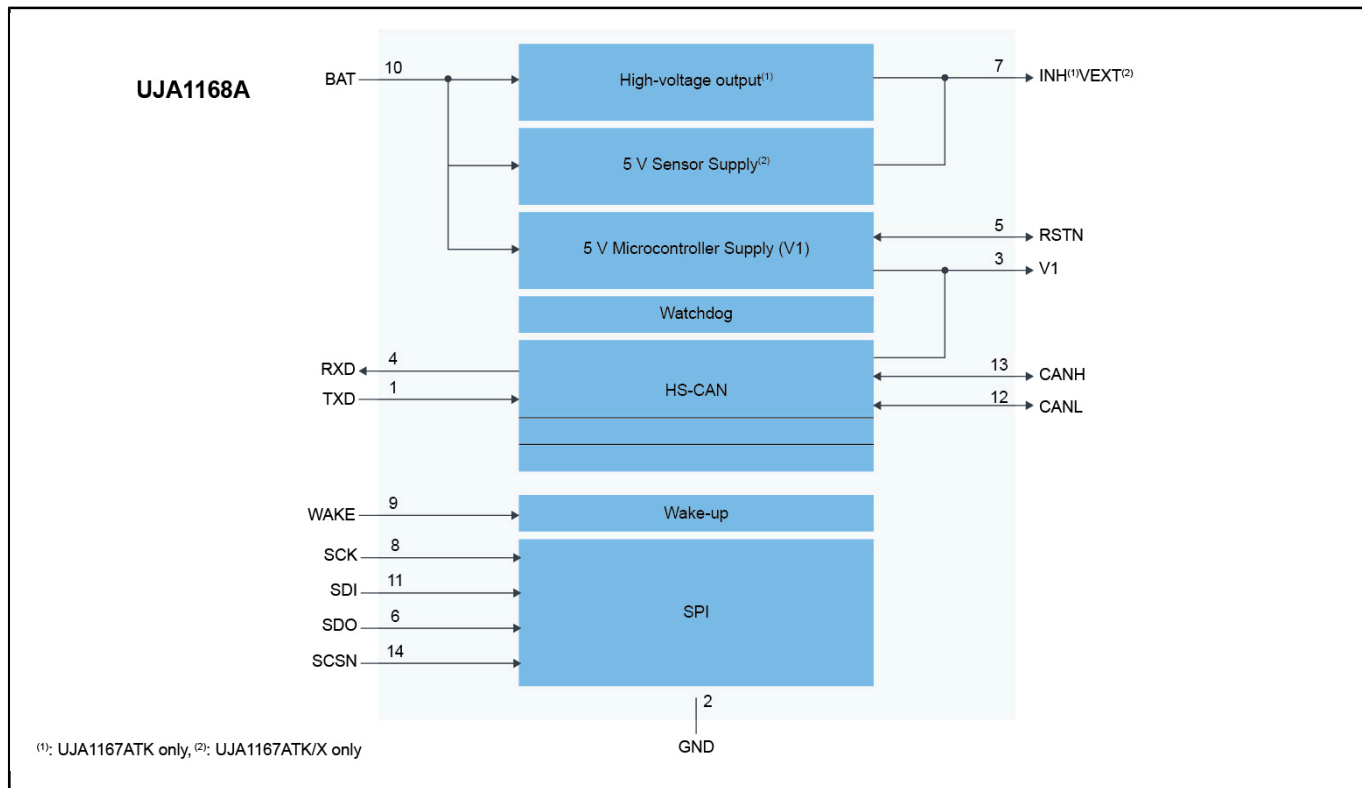 UJA1168A
BAT
10
High-voltage output(1)
7
INH(1)VEXT(2)
5 V Sensor Supply(2)
5 V Microcontroller Supply (V1)
5
RSTN
3
V1
Watchdog
RXD
4
TXD
1
HS-CAN
13
CANH
12
CANL
WAKE
9
Wake-up
SCK
8
SDI
11
SDO
6
SCSN
14
SPI
2
GND
(1): UJA1167ATK only, (2): UJA1167ATK/X only